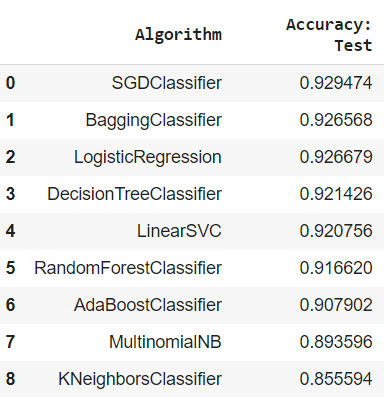 Algorithm Accuracy: Test
0 SGDClassifier 0.929474
1 BaggingClassifier 0.926568
2 LogisticRegression 0.926679
3 DecisionTreeClassifier 0.921426
4 LinearSVC 0.920756
5 RandomForestClassifier 0.916620
6 AdaBoostClassifier 0.907902
7 MultinomialNB 0.893596
8 KNeighborsClassifier 0.855594